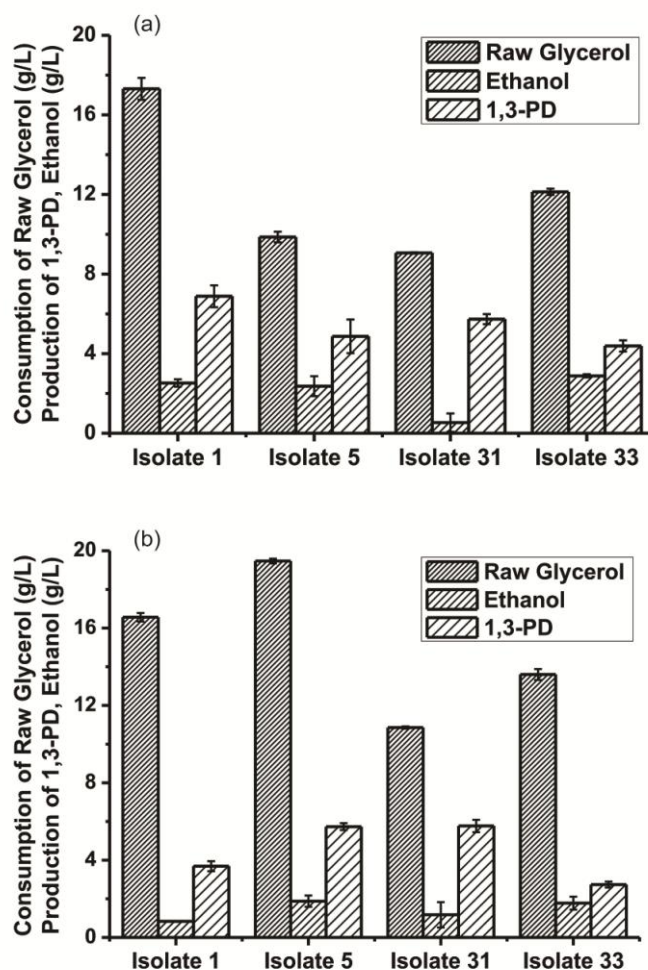 (a)
Raw Glycerol
Ethanol
1,3-PD
Consumption of Raw Glycerol (g/L)
Production of 1,3-PD, Ethanol (g/L)
20
16
12
8
4
0
Isolate 1 Isolate 5 Isolate 31 Isolate 33
(b)
Raw Glycerol
Ethanol
1,3-PD
Consumption of Raw Glycerol (g/L)
Production of 1,3-PD, Ethanol (g/L)
20
16
12
8
4
0
Isolate 1 Isolate 5 Isolate 31 Isolate 33